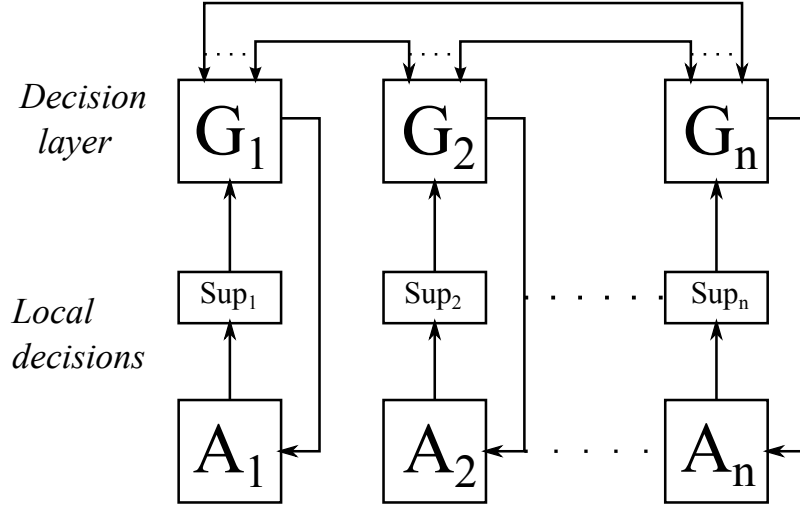 Decision
layer
G1 G2 Gn
Sup1 Sup2 Supn
Local
decisions
A1 A2 An